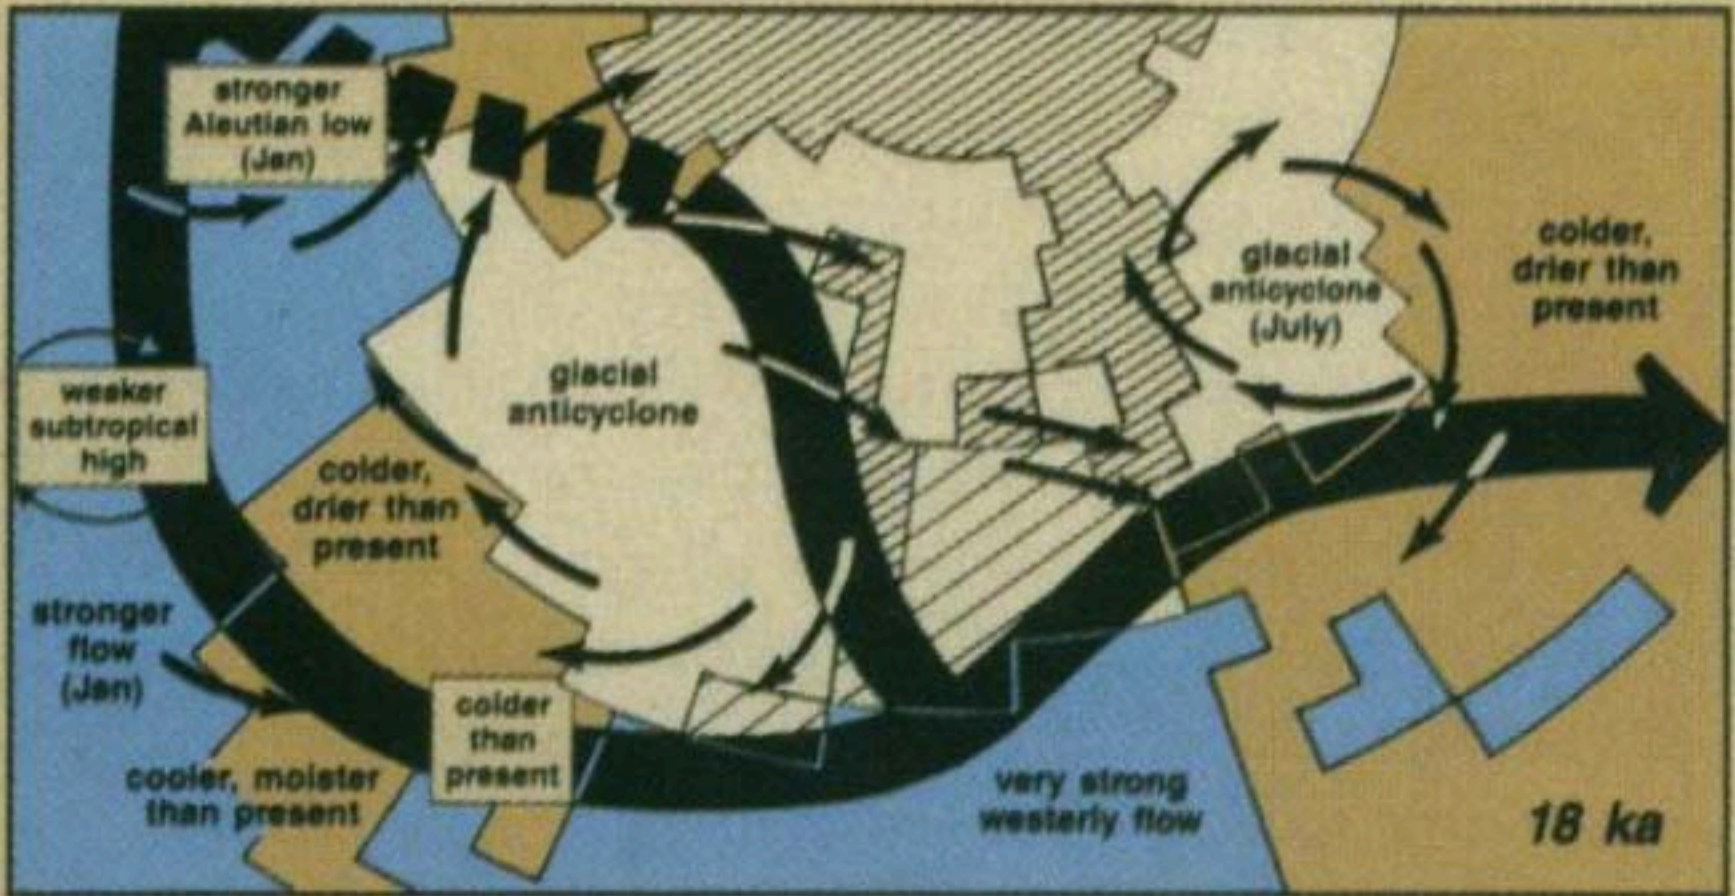 stronger
Aleutian low
(Jan)
weaker
subtropical
high
colder,
drier than
present
stronger
flow
(Jan)
cooler, moister
than present
colder
than
present
glacial
anticyclone
glacial
anticyclone
(July)
colder,
drier than
present
very strong
westerly flow
18 ka